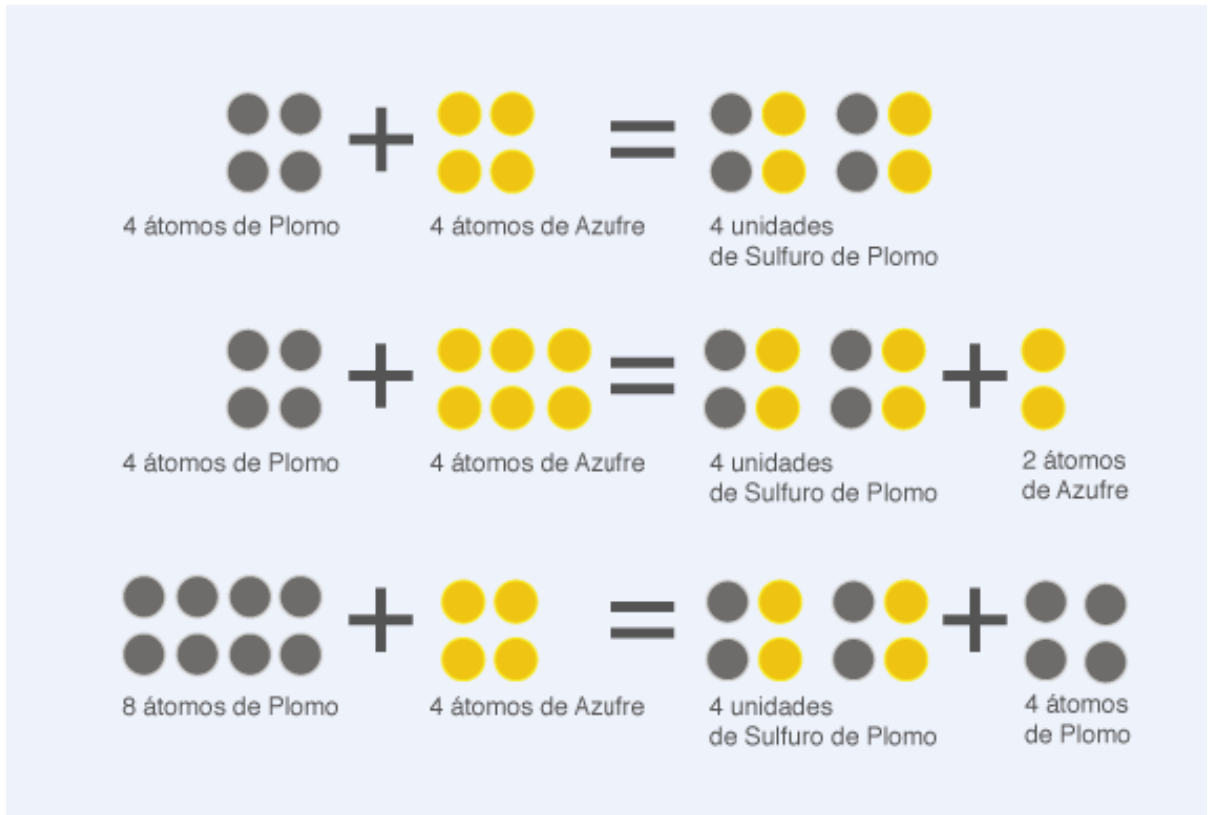 4 átomos de Plomo
4 átomos de Azufre
4 unidades
de Sulfuro de Plomo
4 átomos de Plomo
4 átomos de Azufre
4 unidades
de Sulfuro de Plomo
2 átomos
de Azufre
8 átomos de Plomo
4 átomos de Azufre
4 unidades
de Sulfuro de Plomo
4 átomos
de Plomo